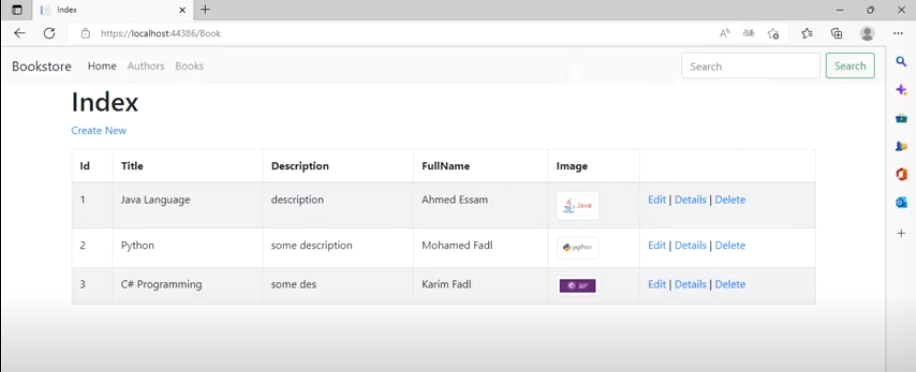 Index
https://localhost:44386/Book
Bookstore Home Authors Books Search Search
Index
Create New
Id Title Description FullName Image
1 Java Language description Ahmed Essam Java Edit | Details | Delete
2 Python some description Mohamed Fadl python Edit | Details | Delete
3 C# Programming some des Karim Fadl Edit | Details | Delete